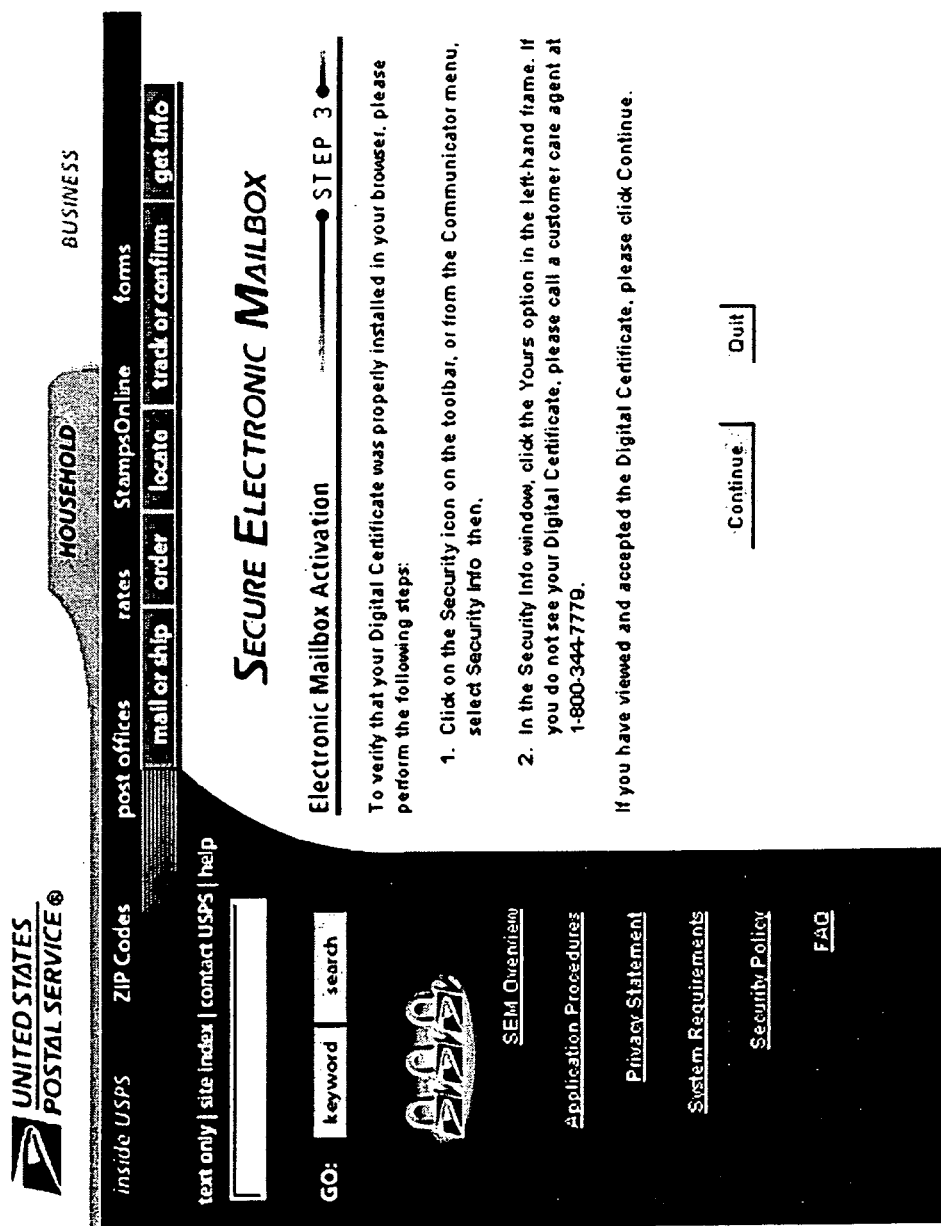 UNITED STATES
POSTAL SERVICE ®
HOUSEHOLD
BUSINESS
inside USPS
ZIP Codes
post offices
rates
StampsOnline
forms
mail or ship
order
locate
track or confirm
get info
text only | site index | contact USPS | help
GO:
keyword
search
SEM Overview
Application Procedures
Privacy Statement
System Requirements
Security Policy
FAQ
SECURE ELECTRONIC MAILBOX
Electronic Mailbox Activation
STEP 3
To verify that your Digital Certificate was properly installed in your browser, please
perform the following steps:
1. Click on the Security icon on the toolbar, or from the Communicator menu,
select Security Info then.
2. In the Security Info window, click the Yours option in the left-hand frame. If
you do not see your Digital Certificate, please call a customer care agent at
1-800-344-7779.
If you have viewed and accepted the Digital Certificate, please click Continue.
Continue
Quit